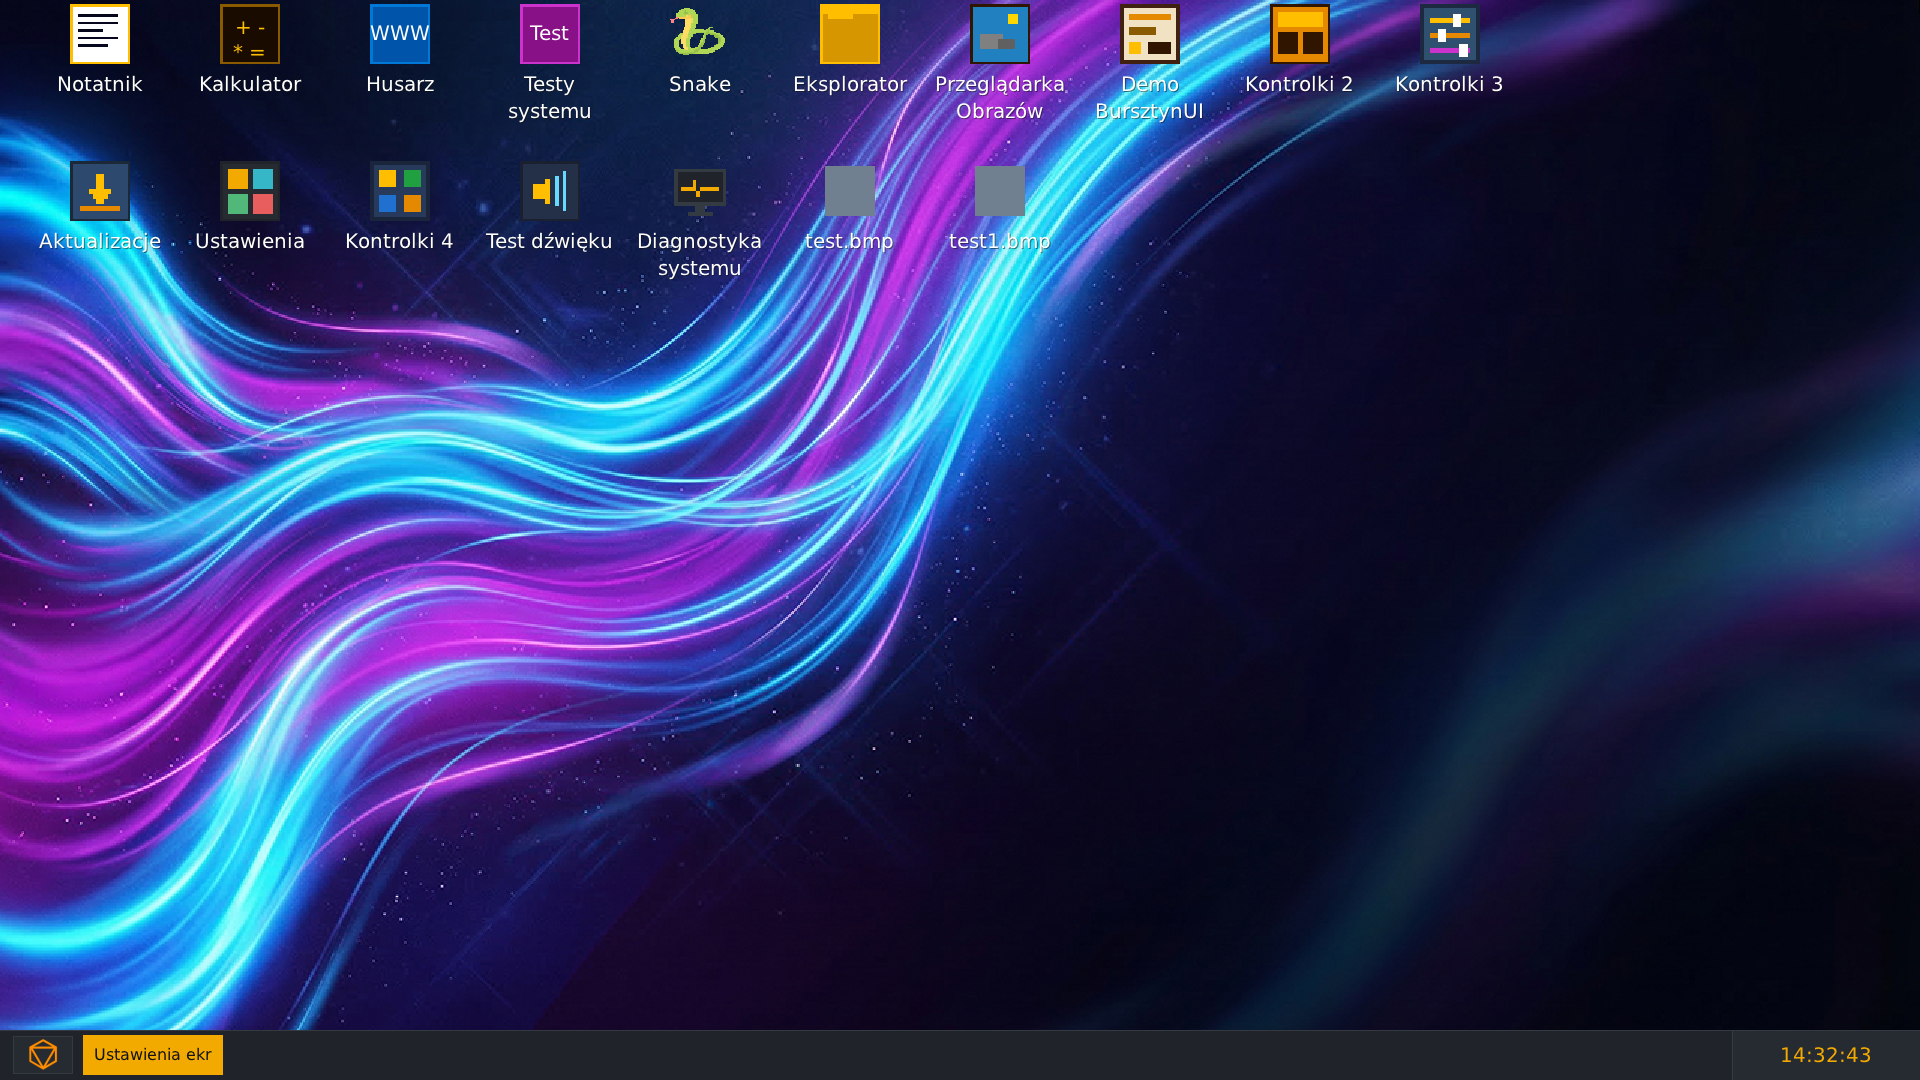 + -
* =
WWW
Test
Notatnik
Kalkulator
Husarz
Testy
systemu
Snake
Eksplorator
Przeglądarka
Obrazów
Demo
BursztynUI
Kontrolki 2
Kontrolki 3
Aktualizacje
Ustawienia
Kontrolki 4
Test dźwięku
Diagnostyka
systemu
test.bmp
test1.bmp
Ustawienia ekr
14:32:43